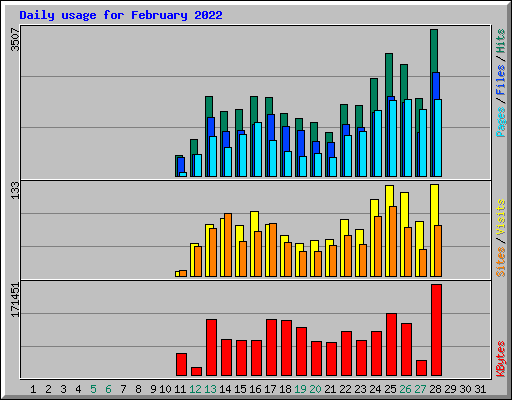 Daily usage for February 2022
3507
133
171451
Pages / Files / Hits
Sites / Visits
KBytes
1 2 3 4 5 6 7 8 9 10 11 12 13 14 15 16 17 18 19 20 21 22 23 24 25 26 27 28 29 30 31